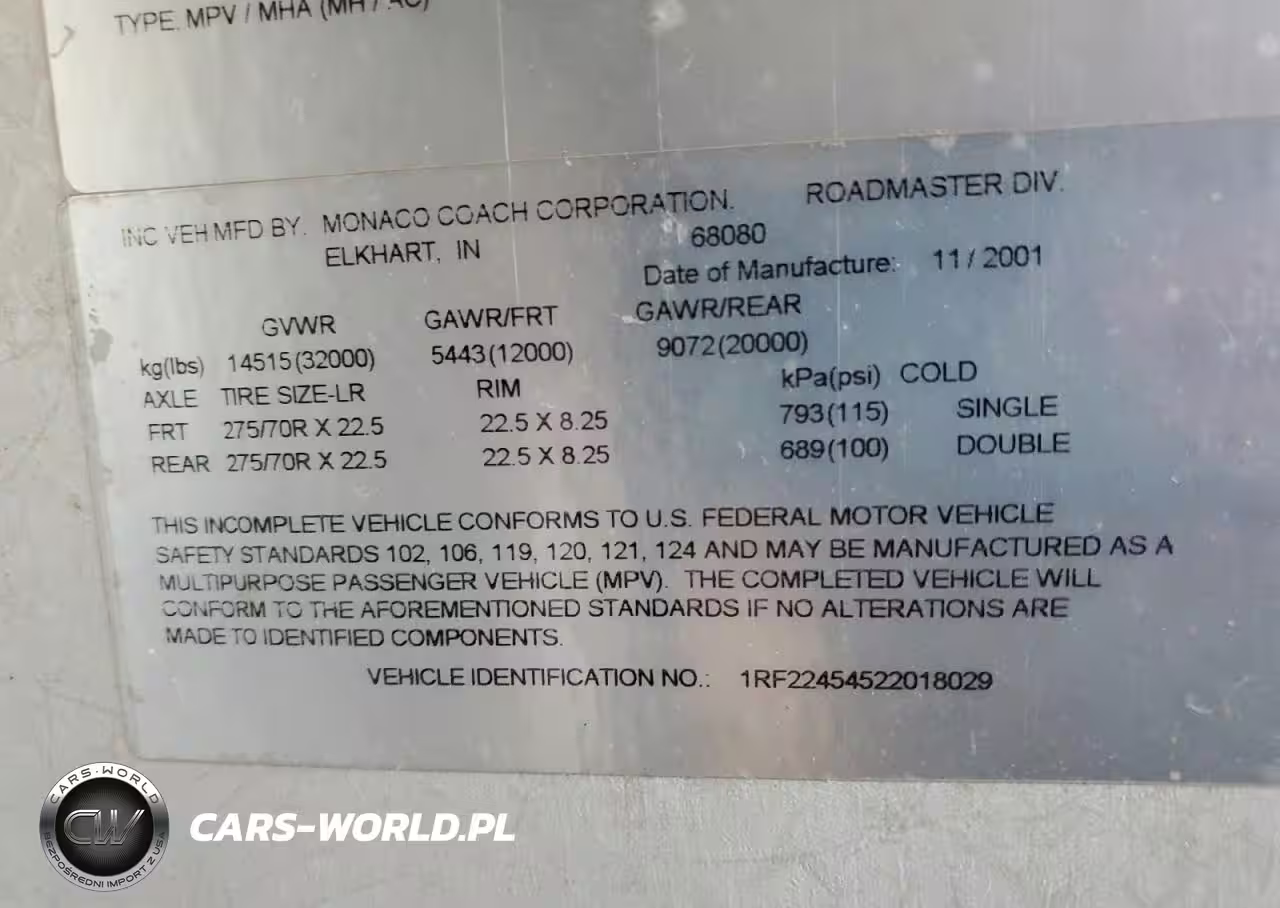 TYPE: MPV / MHA (MH / AC)
INC VEH MFD BY: MONACO COACH CORPORATION. ROADMASTER DIV.
ELKHART, IN 68080
Date of Manufacture: 11 / 2001
GVWR GAWR/FRT GAWR/REAR
kg(lbs) 14515(32000) 5443(12000) 9072(20000)
AXLE TIRE SIZE-LR RIM kPa(psi) COLD
FRT 275/70R X 22.5 22.5 X 8.25 793(115) SINGLE
REAR 275/70R X 22.5 22.5 X 8.25 689(100) DOUBLE
THIS INCOMPLETE VEHICLE CONFORMS TO U.S. FEDERAL MOTOR VEHICLE
SAFETY STANDARDS 102, 106, 119, 120, 121, 124 AND MAY BE MANUFACTURED AS A
MULTIPURPOSE PASSENGER VEHICLE (MPV). THE COMPLETED VEHICLE WILL
CONFORM TO THE AFOREMENTIONED STANDARDS IF NO ALTERATIONS ARE
MADE TO IDENTIFIED COMPONENTS.
VEHICLE IDENTIFICATION NO.: 1RF22454522018029
CARS-WORLD
CW
BEZPOŚREDNI IMPORT Z USA
CARS-WORLD.PL